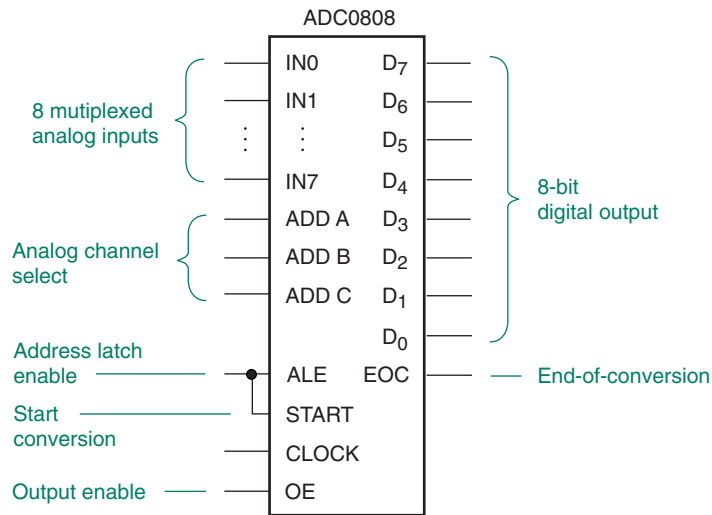 ADC0808
8 mutiplexed
analog inputs
Analog channel
select
Address latch
enable
Start
conversion
Output enable
IN0
IN1
IN7
ADD A
ADD B
ADD C
ALE
START
CLOCK
OE
D7
D6
D5
D4
D3
D2
D1
D0
EOC
8-bit
digital output
End-of-conversion